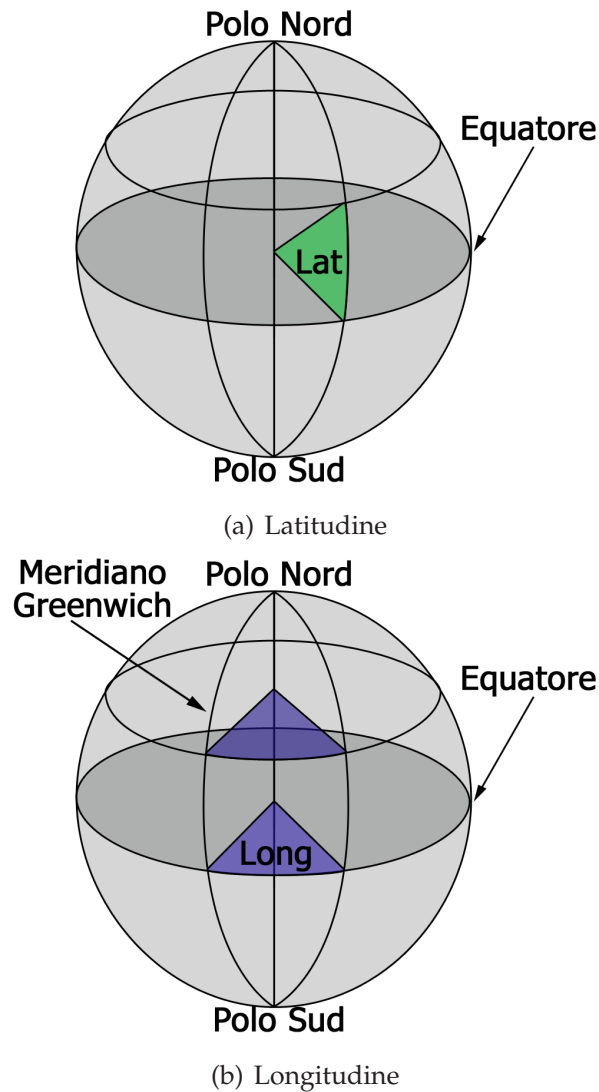 Polo Nord
Equatore
Lat
Polo Sud
(a) Latitudine
Meridiano
Greenwich
Polo Nord
Equatore
Long
Polo Sud
(b) Longitudine